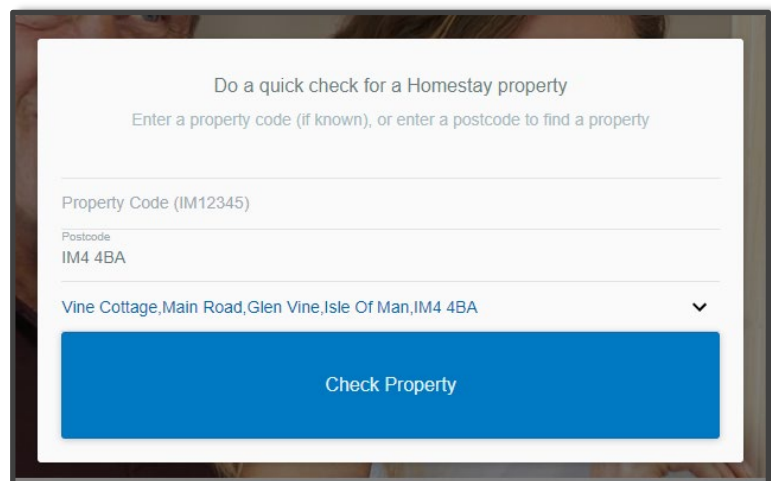 Do a quick check for a Homestay property
Enter a property code (if known), or enter a postcode to find a property
Property Code (IM12345)
Postcode
IM4 4BA
Vine Cottage,Main Road,Glen Vine,Isle Of Man,IM4 4BA
Check Property